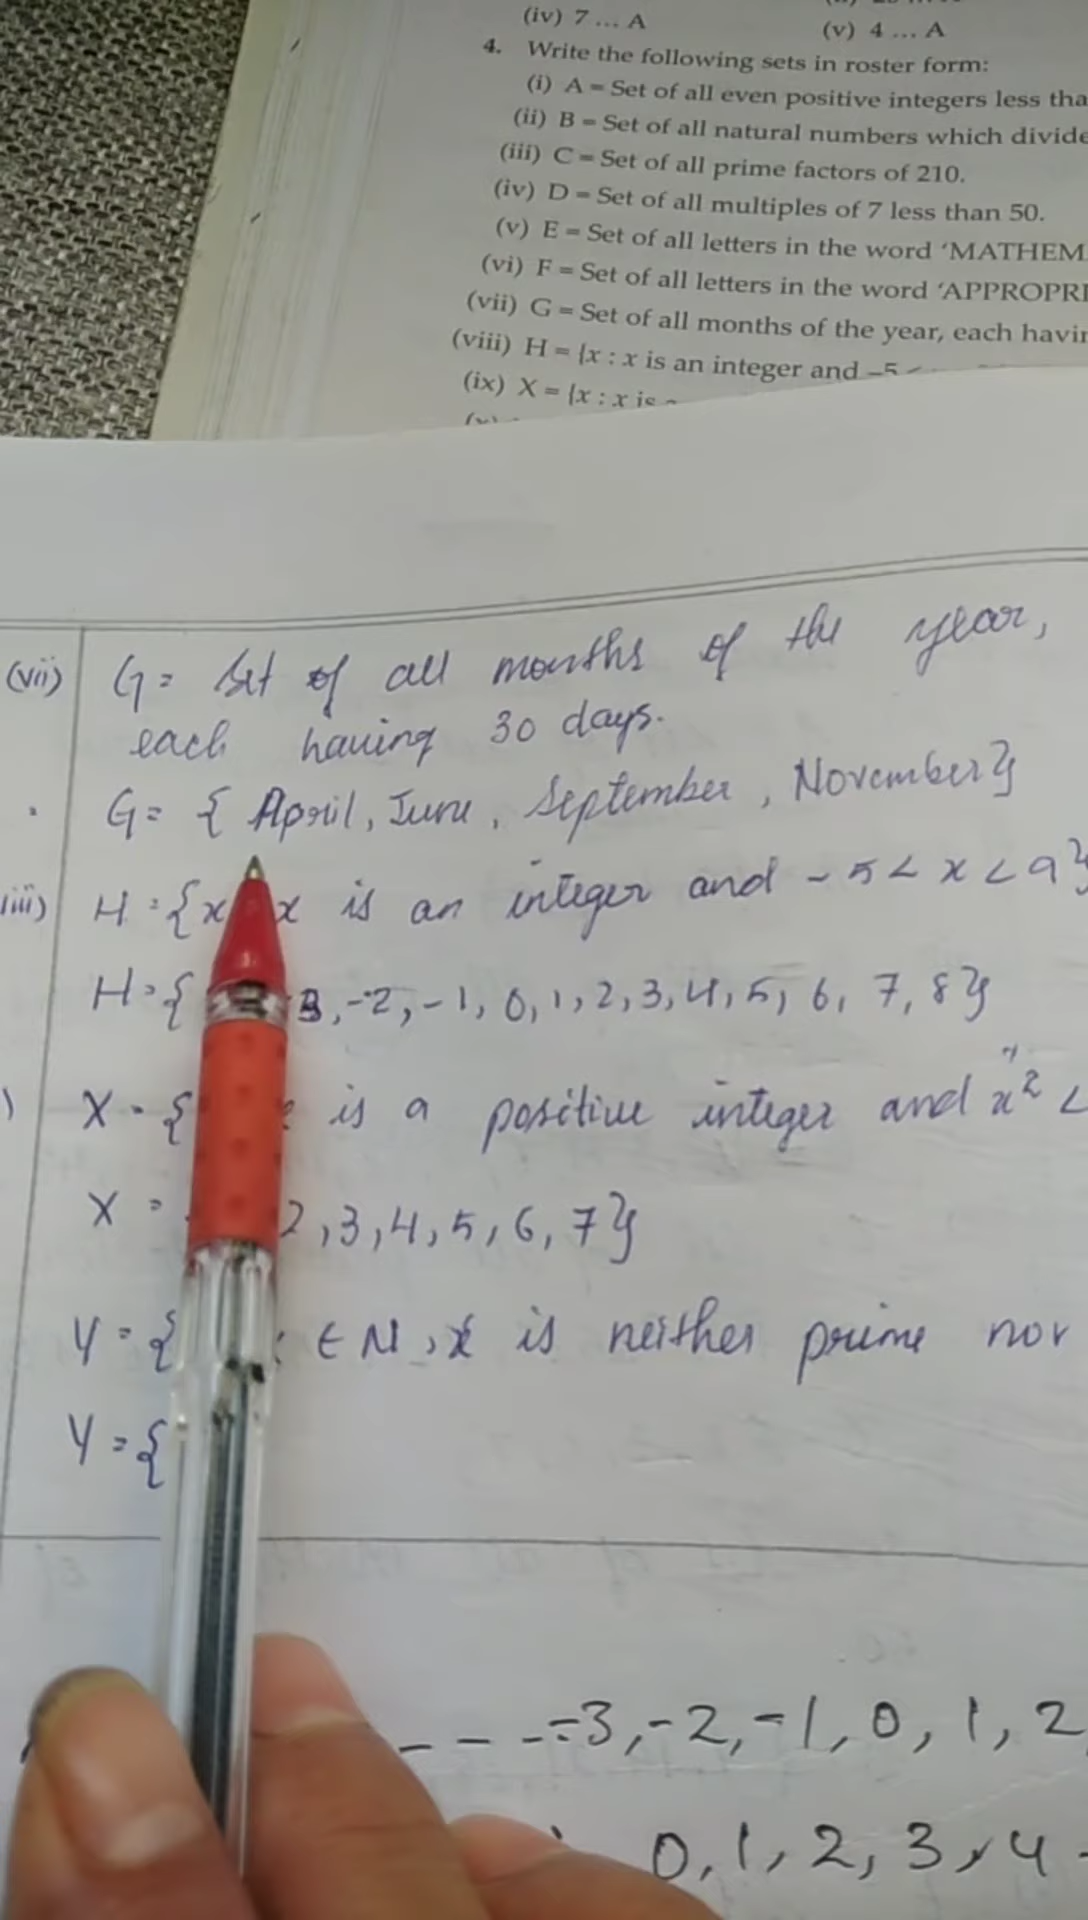 (iv) 7 ... A
(v) 4 ... A
4. Write the following sets in roster form:
(i) A = Set of all even positive integers less tha
(ii) B = Set of all natural numbers which divide
(iii) C = Set of all prime factors of 210.
(iv) D = Set of all multiples of 7 less than 50.
(v) E = Set of all letters in the word 'MATHEM
(vi) F = Set of all letters in the word 'APPROPRI
(vii) G = Set of all months of the year, each havin
(viii) H = {x : x is an integer and –5 <
(ix) X = {x : x is
(vii) G = Set of all months of the year,
each having 30 days.
G = { April, June, September, November}
iii) H = {x x is an integer and - 5 < x < 9}
H = { 3, -2, -1, 0, 1, 2, 3, 4, 5, 6, 7, 8}
) X = { is a positive integer and x² <
X = 2, 3, 4, 5, 6, 7}
Y = { : ∈ N, x is neither prime nor
Y = {
- - - -3, -2, -1, 0, 1, 2,
0, 1, 2, 3, 4 -